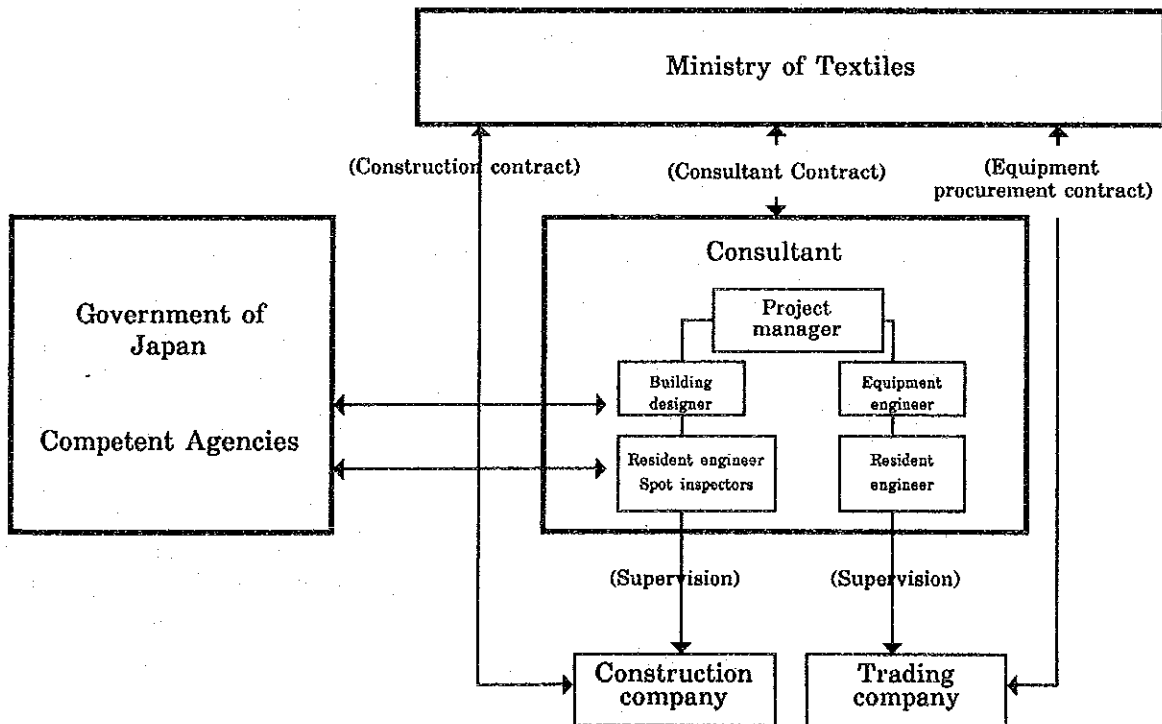 Ministry of Textiles
(Construction contract)
(Consultant Contract)
(Equipment
procurement contract)
Government of
Japan
Competent Agencies
Consultant
Project
manager
Building
designer
Equipment
engineer
Resident engineer
Spot inspectors
Resident
engineer
(Supervision)
(Supervision)
Construction
company
Trading
company